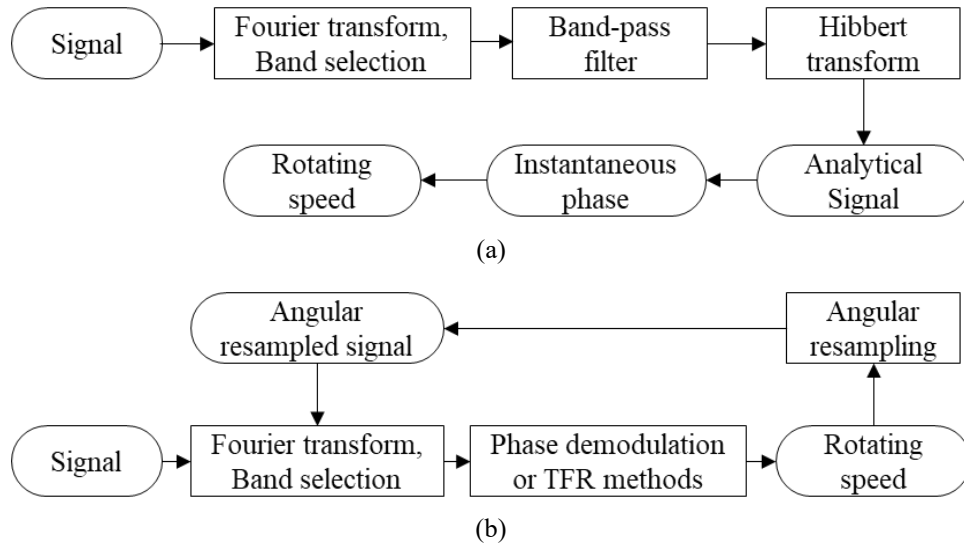 Signal
Fourier transform,
Band selection
Band-pass
filter
Hibbert
transform
Rotating
speed
Instantaneous
phase
Analytical
Signal
(a)
Angular
resampled signal
Angular
resampling
Signal
Fourier transform,
Band selection
Phase demodulation
or TFR methods
Rotating
speed
(b)